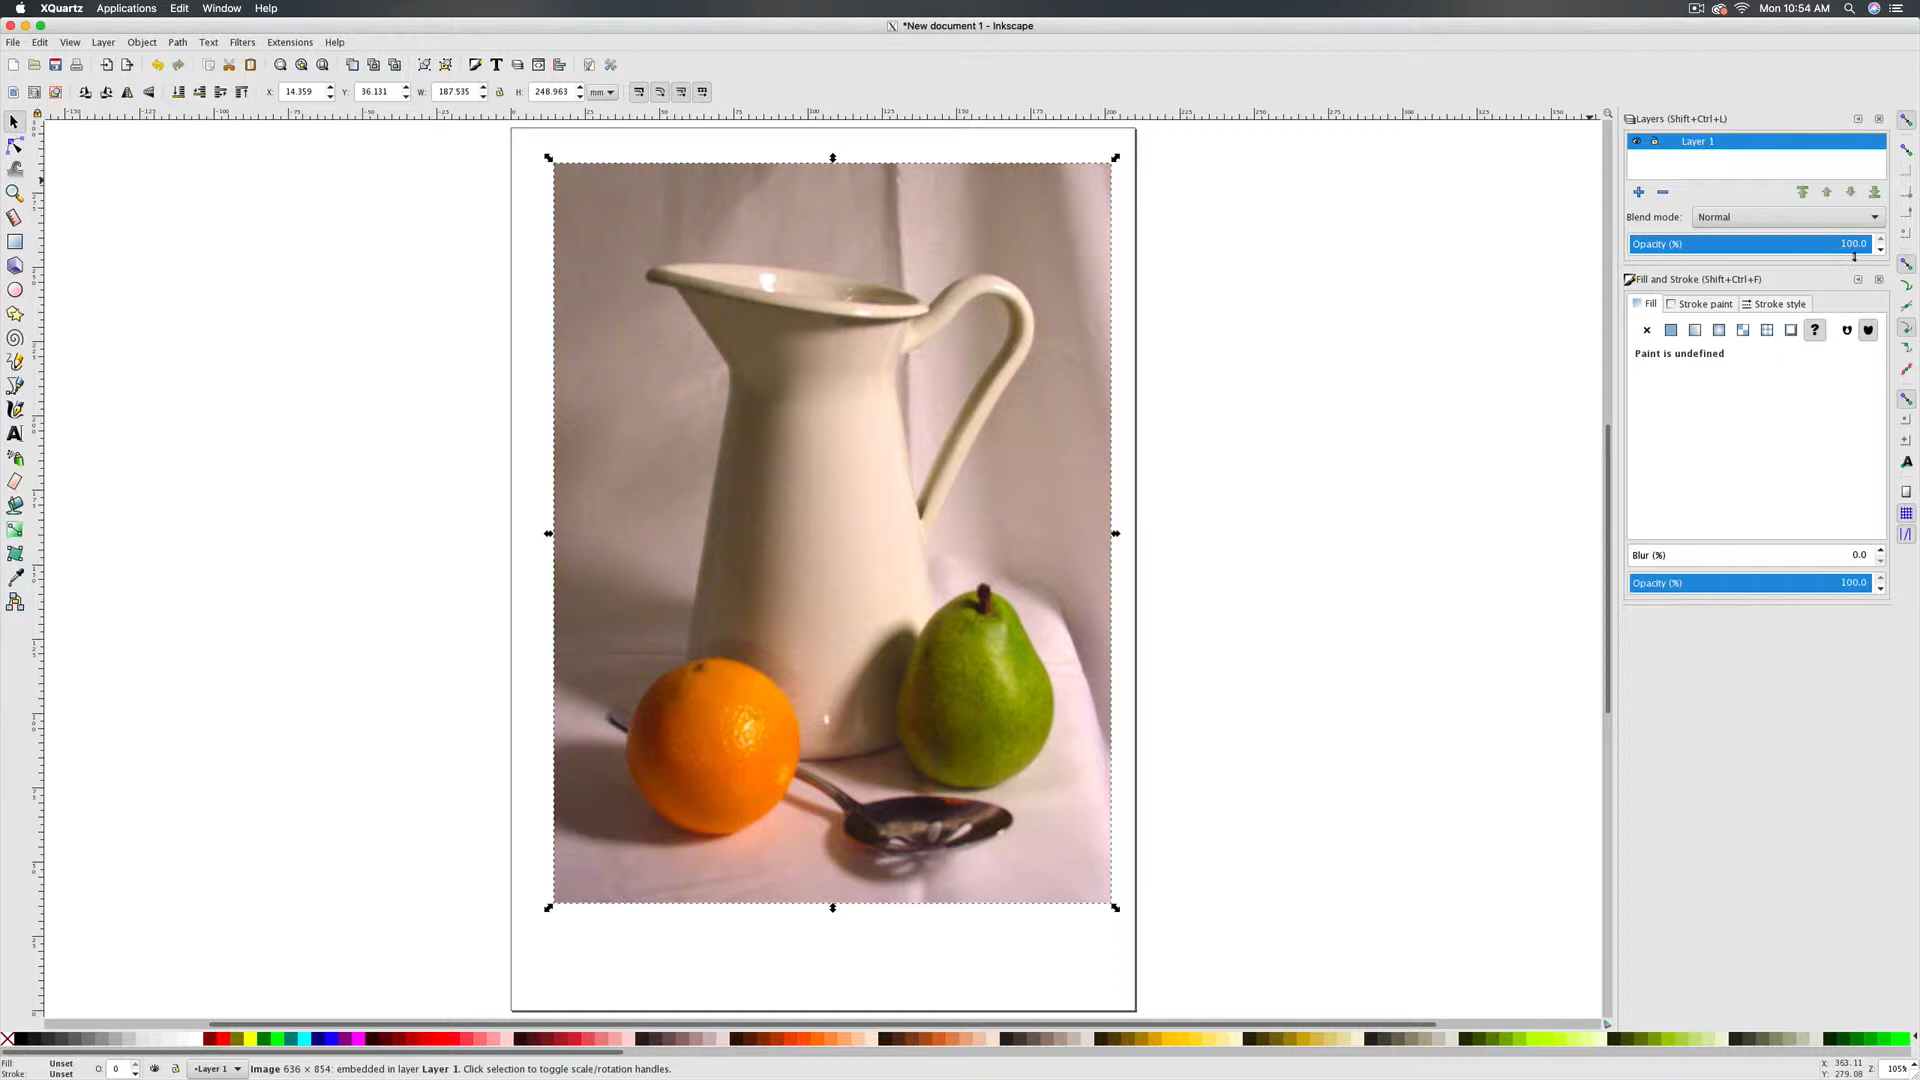 XQuartz Applications Edit Window Help Mon 10:54 AM
*New document 1 - Inkscape
File Edit View Layer Object Path Text Filters Extensions Help
X: 14.359 Y: 36.131 W: 187.535 H: 248.963 mm
Layers (Shift+Ctrl+L)
Layer 1
Blend mode: Normal
Opacity (%) 100.0
Fill and Stroke (Shift+Ctrl+F)
Fill Stroke paint Stroke style
Paint is undefined
Blur (%) 0.0
Opacity (%) 100.0
Fill: Unset
Stroke: Unset
O: 0
•Layer 1
Image 636 × 854: embedded in layer Layer 1. Click selection to toggle scale/rotation handles.
X: 363.11
Y: 279.08
Z: 105%